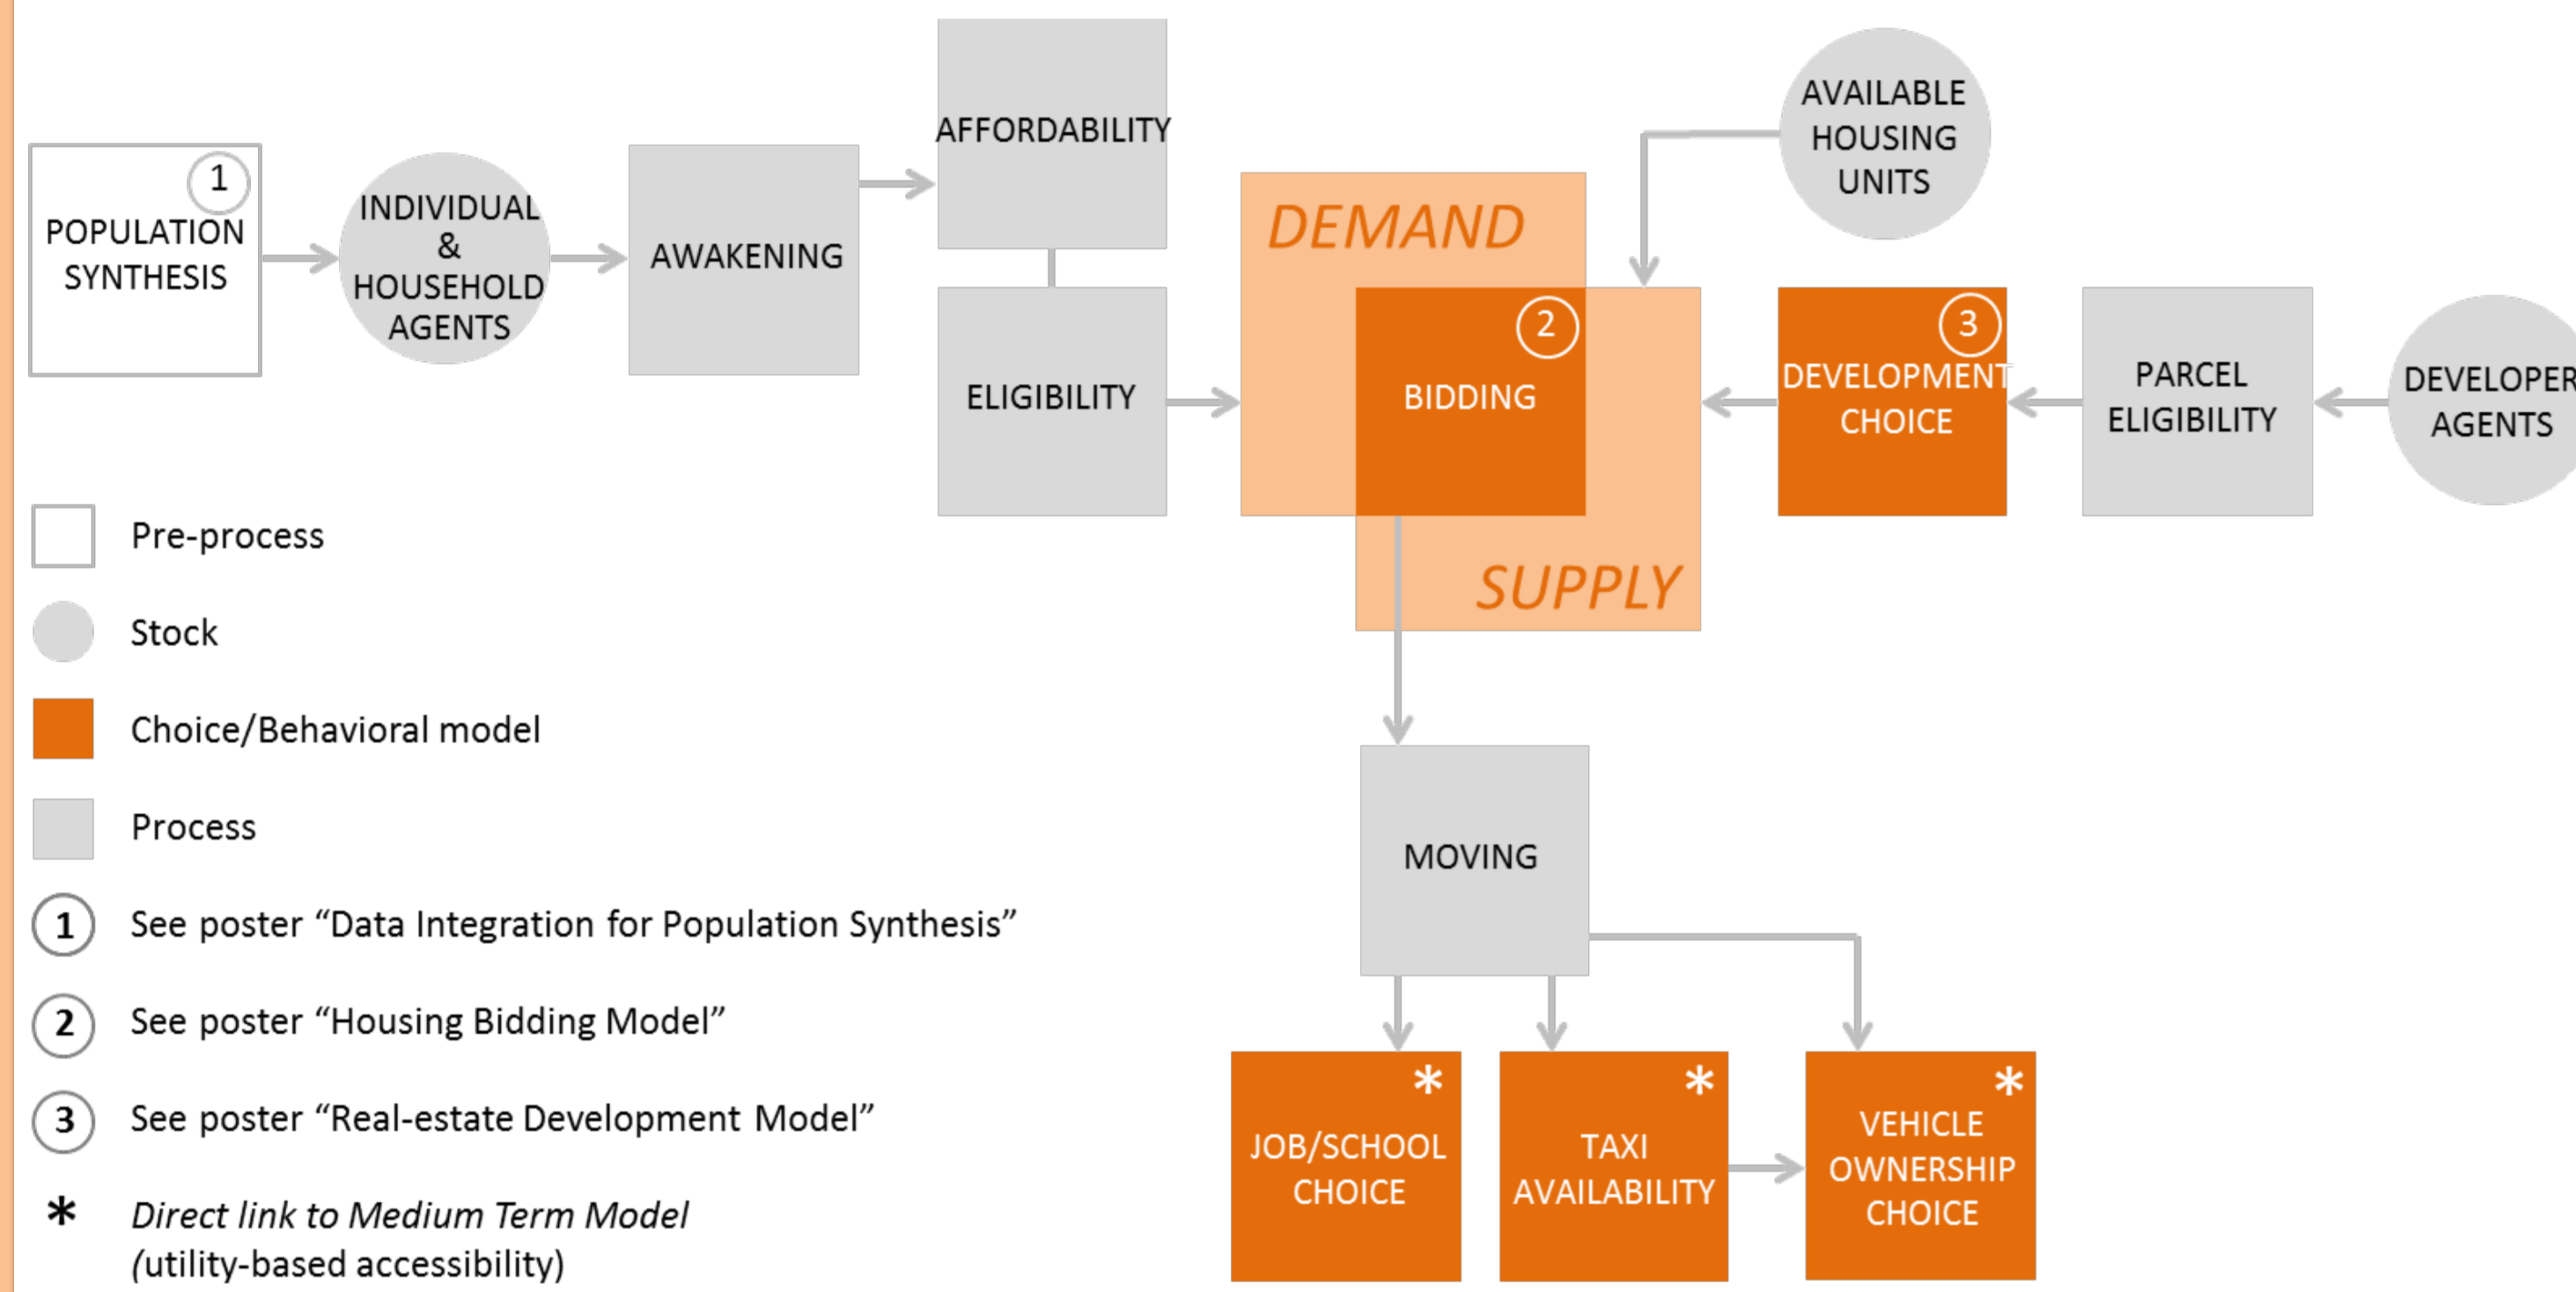 1
POPULATION
SYNTHESIS
INDIVIDUAL
&
HOUSEHOLD
AGENTS
AWAKENING
AFFORDABILITY
ELIGIBILITY
DEMAND
2
BIDDING
SUPPLY
AVAILABLE
HOUSING
UNITS
3
DEVELOPMENT
CHOICE
PARCEL
ELIGIBILITY
DEVELOPER
AGENTS
MOVING
*
JOB/SCHOOL
CHOICE
*
TAXI
AVAILABILITY
*
VEHICLE
OWNERSHIP
CHOICE
Pre-process
Stock
Choice/Behavioral model
Process
1 See poster “Data Integration for Population Synthesis”
2 See poster “Housing Bidding Model”
3 See poster “Real-estate Development Model”
* Direct link to Medium Term Model
(utility-based accessibility)